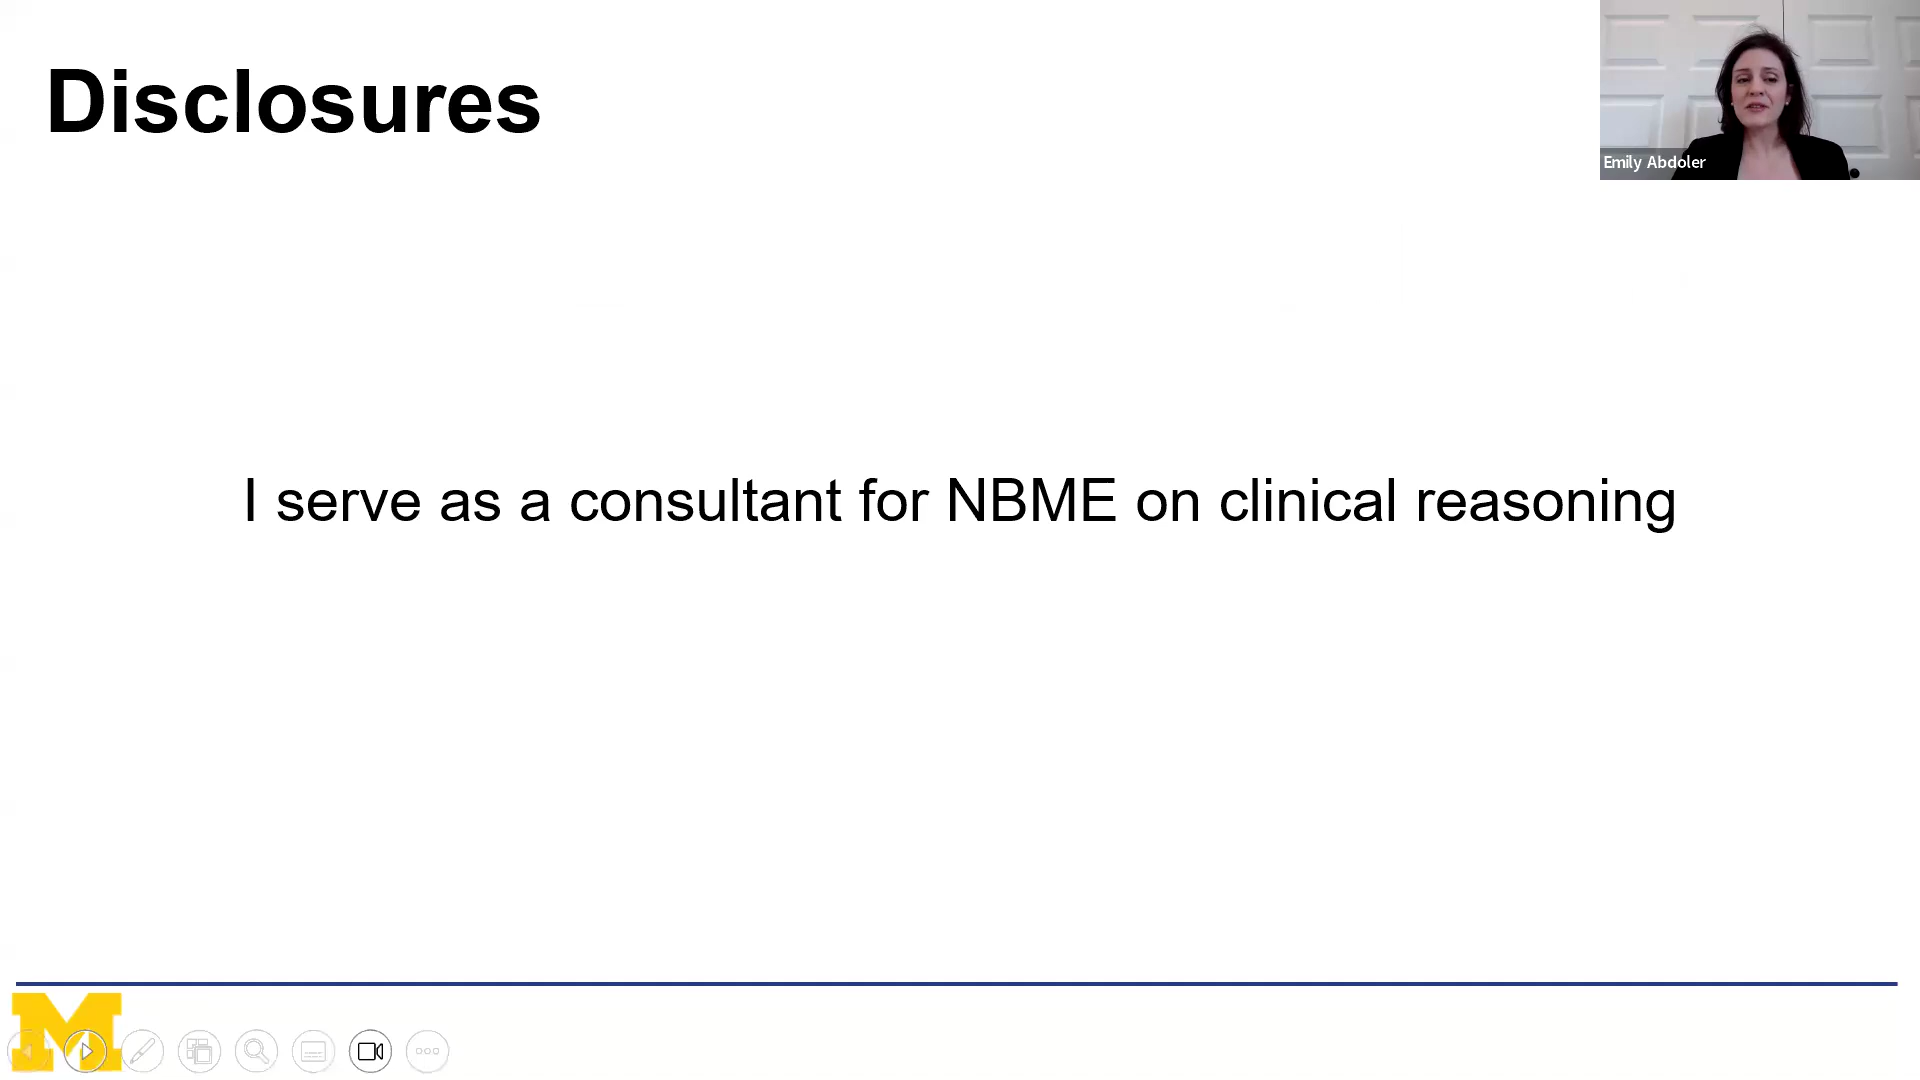 Disclosures
Emily Abdoler
I serve as a consultant for NBME on clinical reasoning
M